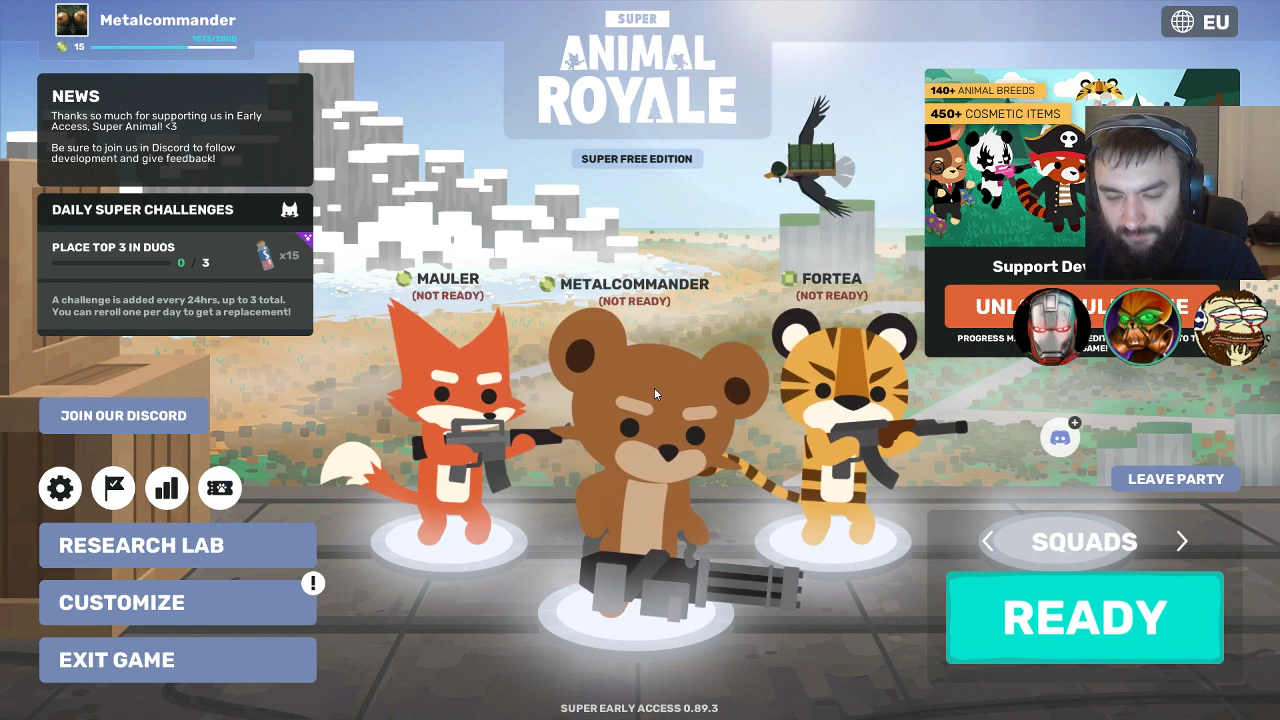 Metalcommander
15
1873/2800
NEWS
Thanks so much for supporting us in Early
Access, Super Animal! <3
Be sure to join us in Discord to follow
development and give feedback!
DAILY SUPER CHALLENGES
PLACE TOP 3 IN DUOS
0 / 3
x15
A challenge is added every 24hrs, up to 3 total.
You can reroll one per day to get a replacement!
JOIN OUR DISCORD
RESEARCH LAB
CUSTOMIZE
!
EXIT GAME
SUPER
ANIMAL
ROYALE
SUPER FREE EDITION
MAULER
(NOT READY)
METALCOMMANDER
(NOT READY)
FORTEA
(NOT READY)
EU
140+ ANIMAL BREEDS
450+ COSMETIC ITEMS
Support Dev
PROGRESS
GAME!
LEAVE PARTY
SQUADS
READY
SUPER EARLY ACCESS 0.89.3